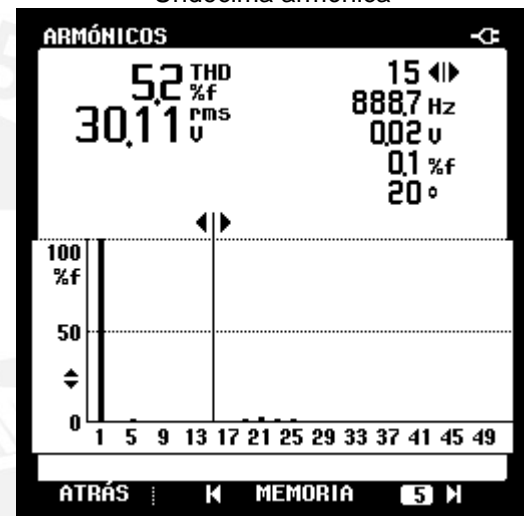 Undécima armónica
ARMÓNICOS
5,2 THD %f
30,11 rms V
15
888,7 Hz
0,02 V
0,1 %f
20 °
100
%f
50
0
1 5 9 13 17 21 25 29 33 37 41 45 49
ATRÁS MEMORIA 5